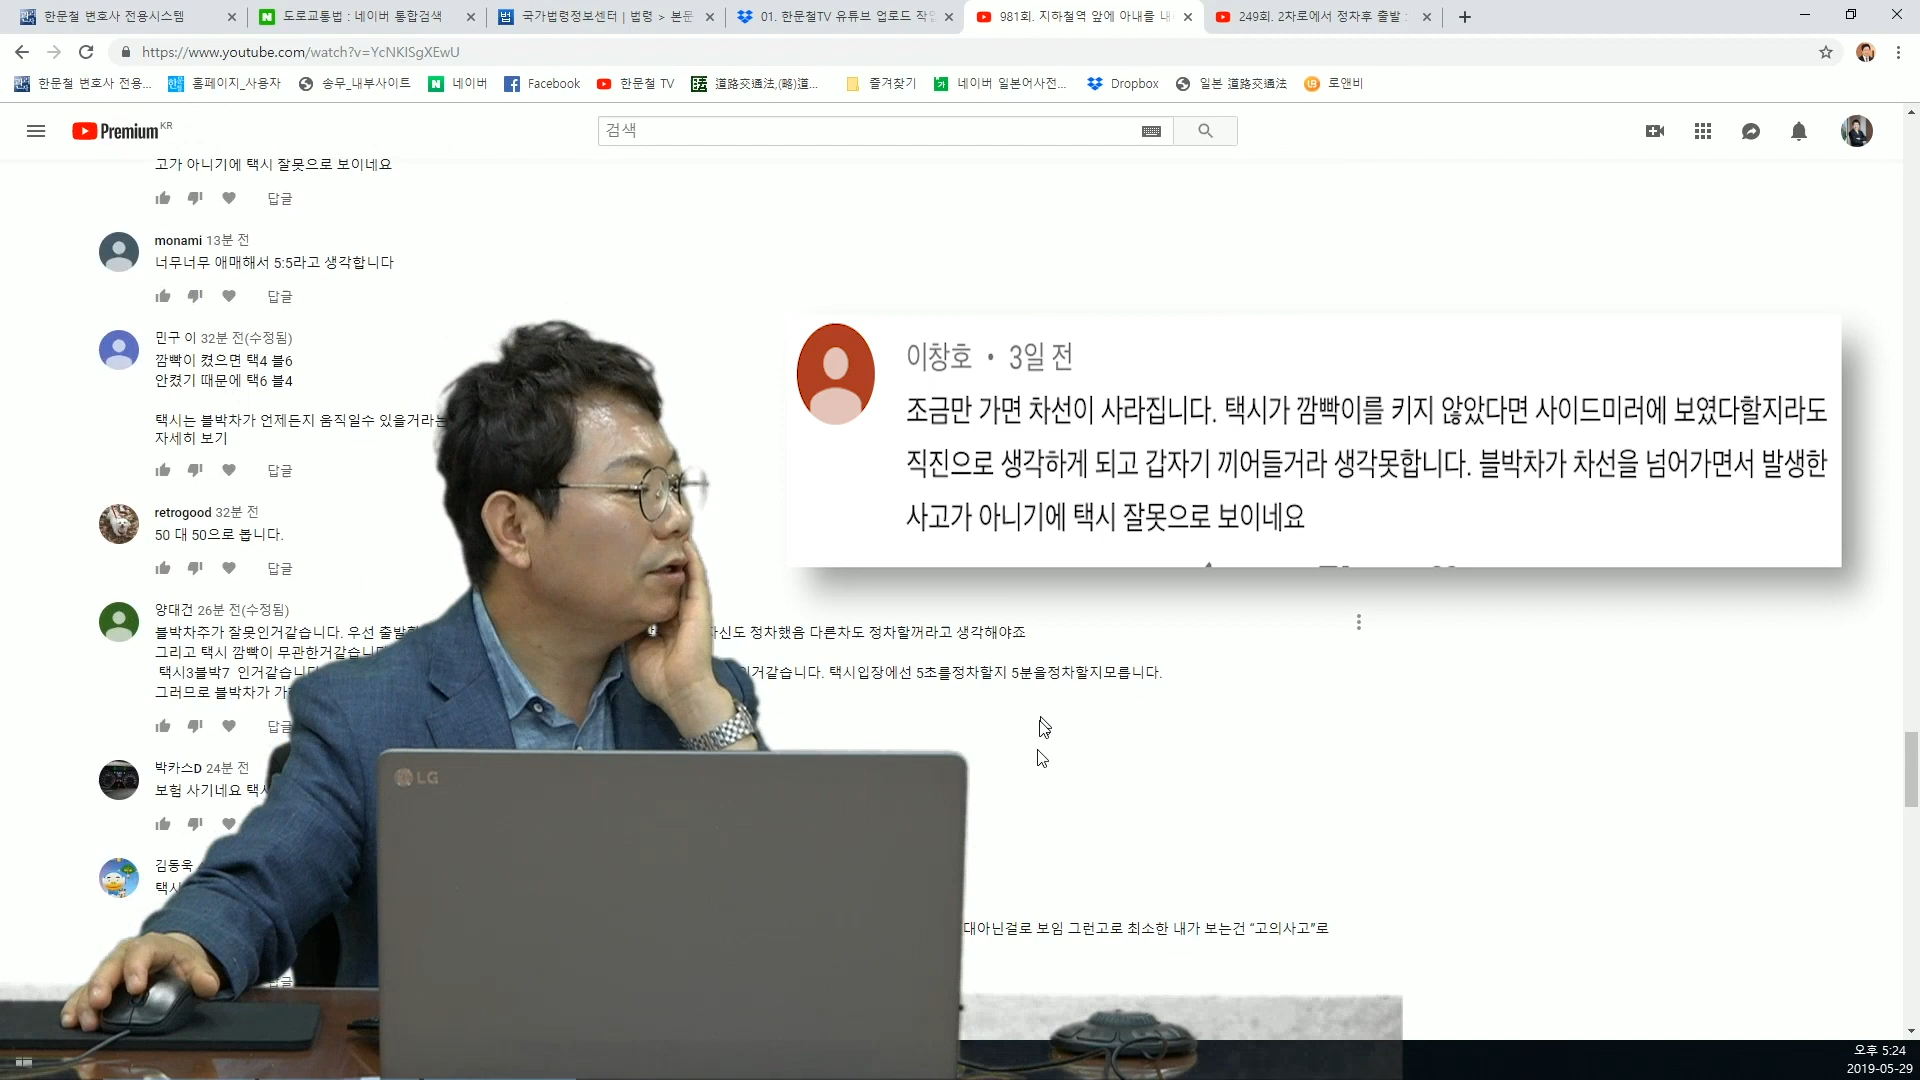 한문철 변호사 전용시스템
도로교통법 : 네이버 통합검색
국가법령정보센터 | 법령 > 본문
01. 한문철TV 유튜브 업로드 작업
981회. 지하철역 앞에 아내를 내
249회. 2차로에서 정차후 출발 :
https://www.youtube.com/watch?v=YcNKlSgXEwU
한문철 변호사 전용...
홈페이지_사용자
송무_내부사이트
네이버
Facebook
한문철 TV
道路交通法,(略)道...
즐겨찾기
네이버 일본어사전...
Dropbox
일본 道路交通法
로앤비
Premium KR
검색
고가 아니기에 택시 잘못으로 보이네요
답글
monami 13분 전
너무너무 애매해서 5:5라고 생각합니다
답글
민구 이 32분 전(수정됨)
깜빡이 켰으면 택4 블6
안켰기 때문에 택6 블4
택시는 블박차가 언제든지 움직일수 있을거라는
자세히 보기
답글
retrogood 32분 전
50 대 50으로 봅니다.
답글
이창호 • 3일 전
조금만 가면 차선이 사라집니다. 택시가 깜빡이를 키지 않았다면 사이드미러에 보였다할지라도
직진으로 생각하게 되고 갑자기 끼어들거라 생각못합니다. 블박차가 차선을 넘어가면서 발생한
사고가 아니기에 택시 잘못으로 보이네요
양대건 26분 전(수정됨)
블박차주가 잘못인거같습니다. 우선 출발할 자신도 정차했음 다른차도 정차할꺼라고 생각해야죠
그리고 택시 깜빡이 무관한거같습니다
택시3블박7 인거같습니다 거같습니다. 택시입장에선 5초를정차할지 5분을정차할지모릅니다.
그러므로 블박차가 가
답글
박카스D 24분 전
보험 사기네요 택시
김동욱
택시
대아닌걸로 보임 그런고로 최소한 내가 보는건 “고의사고”로
답글
LG
오후 5:24
2019-05-29